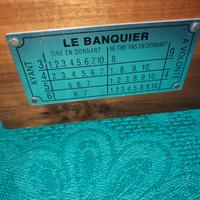 LE BANQUIER
TIRE EN DONNANT NE TIRE PAS EN DONNANT
AYANT A VOLONTÉ
3 1.2.3.4.5.6.7.10 8 9
4 2.3.4.5.6.7 1.8.9.10
5 5.6.7 1.2.3.8.9.10
6 6.7 1.2.3.4.5.8.9.10